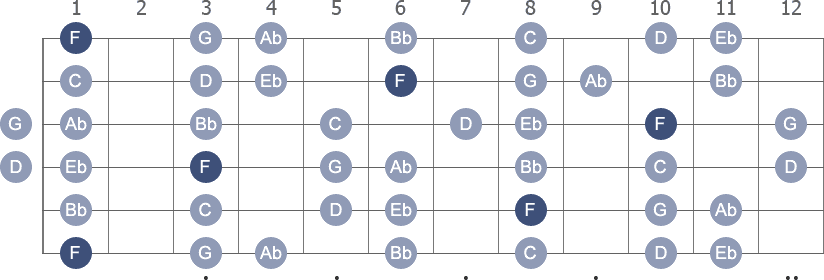 1 2 3 4 5 6 7 8 9 10 11 12
F G Ab Bb C D Eb
C D Eb F G Ab Bb
G Ab Bb C D Eb F G
D Eb F G Ab Bb C D
Bb C D Eb F G Ab
F G Ab Bb C D Eb